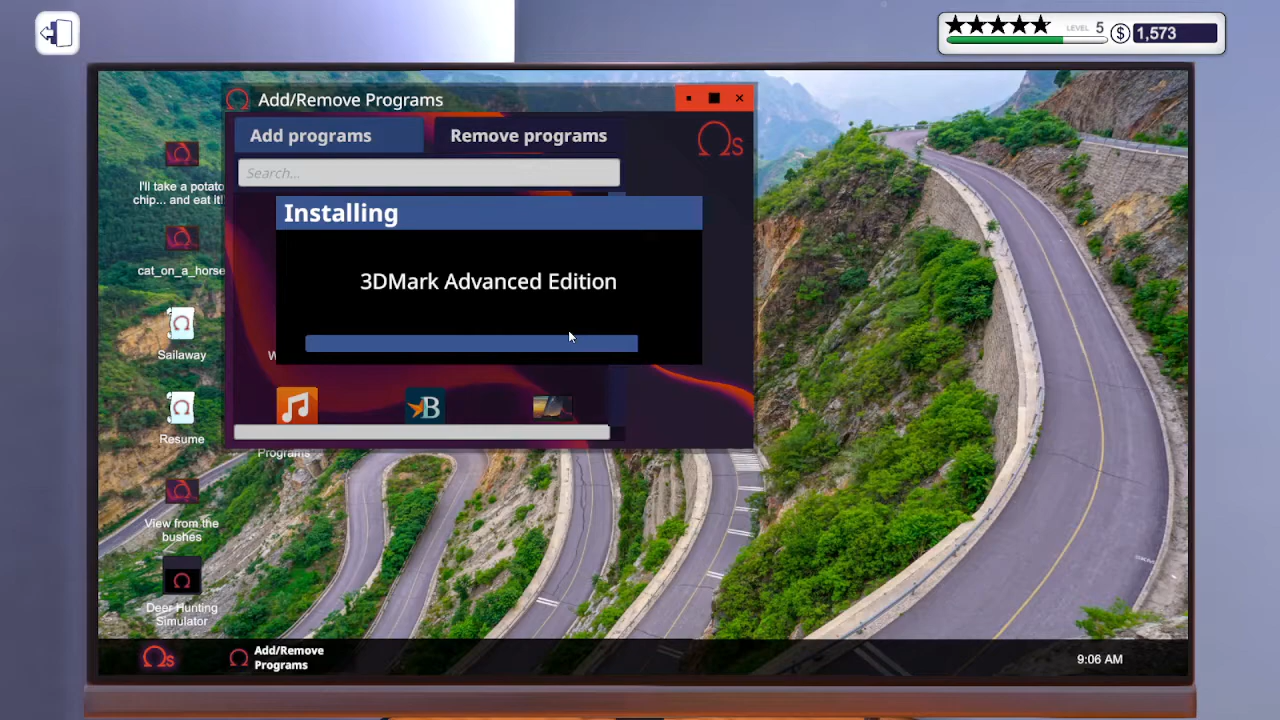 LEVEL 5
$ 1,573
Add/Remove Programs
Add programs
Remove programs
Ωs
Search...
Installing
3DMark Advanced Edition
W
B
Programs
I'll take a potato
chip... and eat it!
cat_on_a_horse
Sailaway
Resume
View from the
bushes
Deer Hunting
Simulator
Ωs
Add/Remove
Programs
9:06 AM